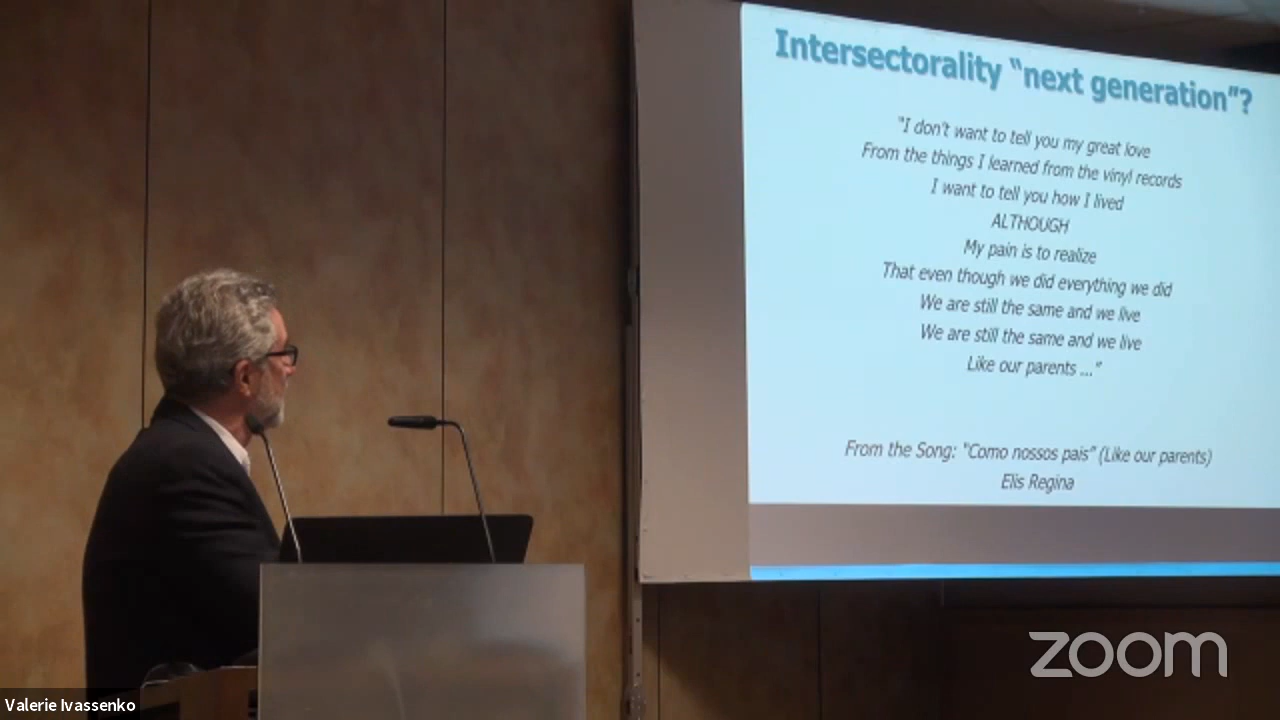 Intersectorality “next generation”?
“I don't want to tell you my great love
From the things I learned from the vinyl records
I want to tell you how I lived
ALTHOUGH
My pain is to realize
That even though we did everything we did
We are still the same and we live
We are still the same and we live
Like our parents ...”
From the Song: “Como nossos pais” (Like our parents)
Elis Regina
zoom
Valerie Ivassenko